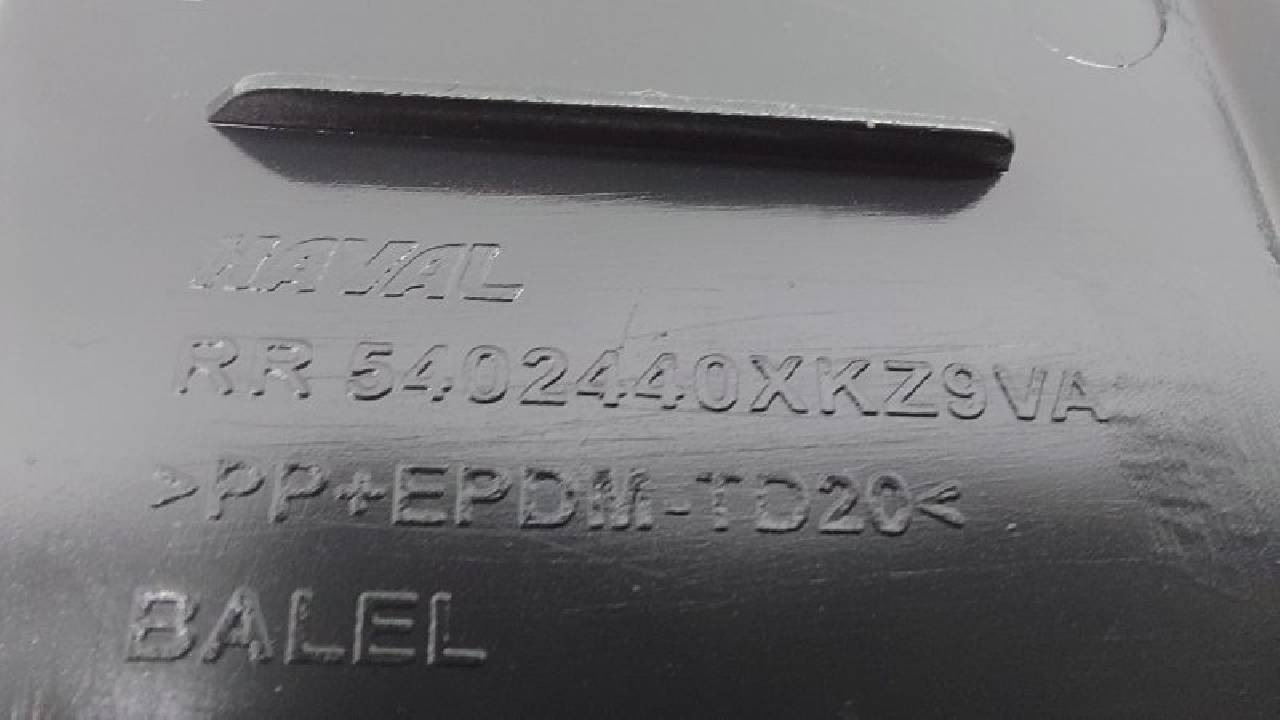 HAVAL
RR 5402440XKZ9VA
>PP+EPDM-TD20<
BALEL